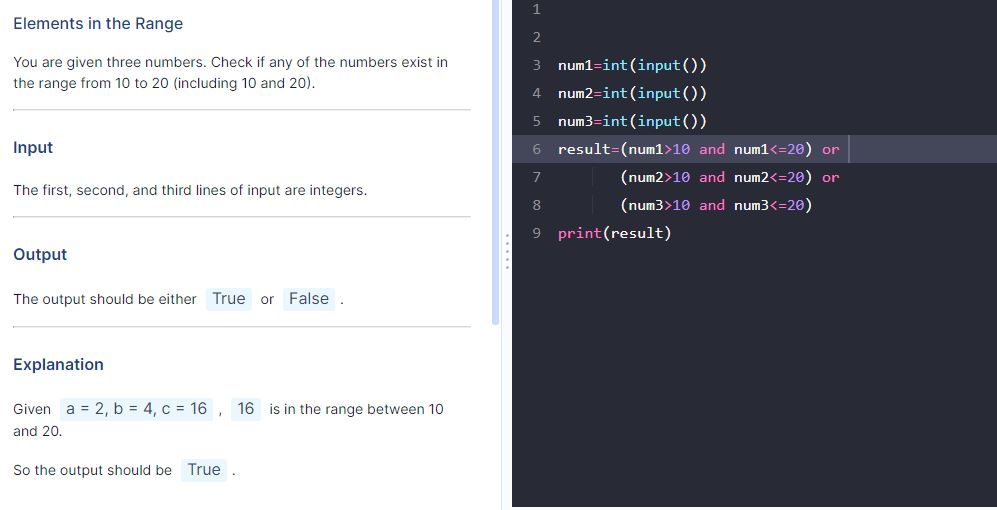 Elements in the Range
You are given three numbers. Check if any of the numbers exist in
the range from 10 to 20 (including 10 and 20).
Input
The first, second, and third lines of input are integers.
Output
The output should be either True or False .
Explanation
Given a = 2, b = 4, c = 16 , 16 is in the range between 10
and 20.
So the output should be True .
1
2
3 num1=int(input())
4 num2=int(input())
5 num3=int(input())
6 result=(num1>10 and num1<=20) or
7 (num2>10 and num2<=20) or
8 (num3>10 and num3<=20)
9 print(result)